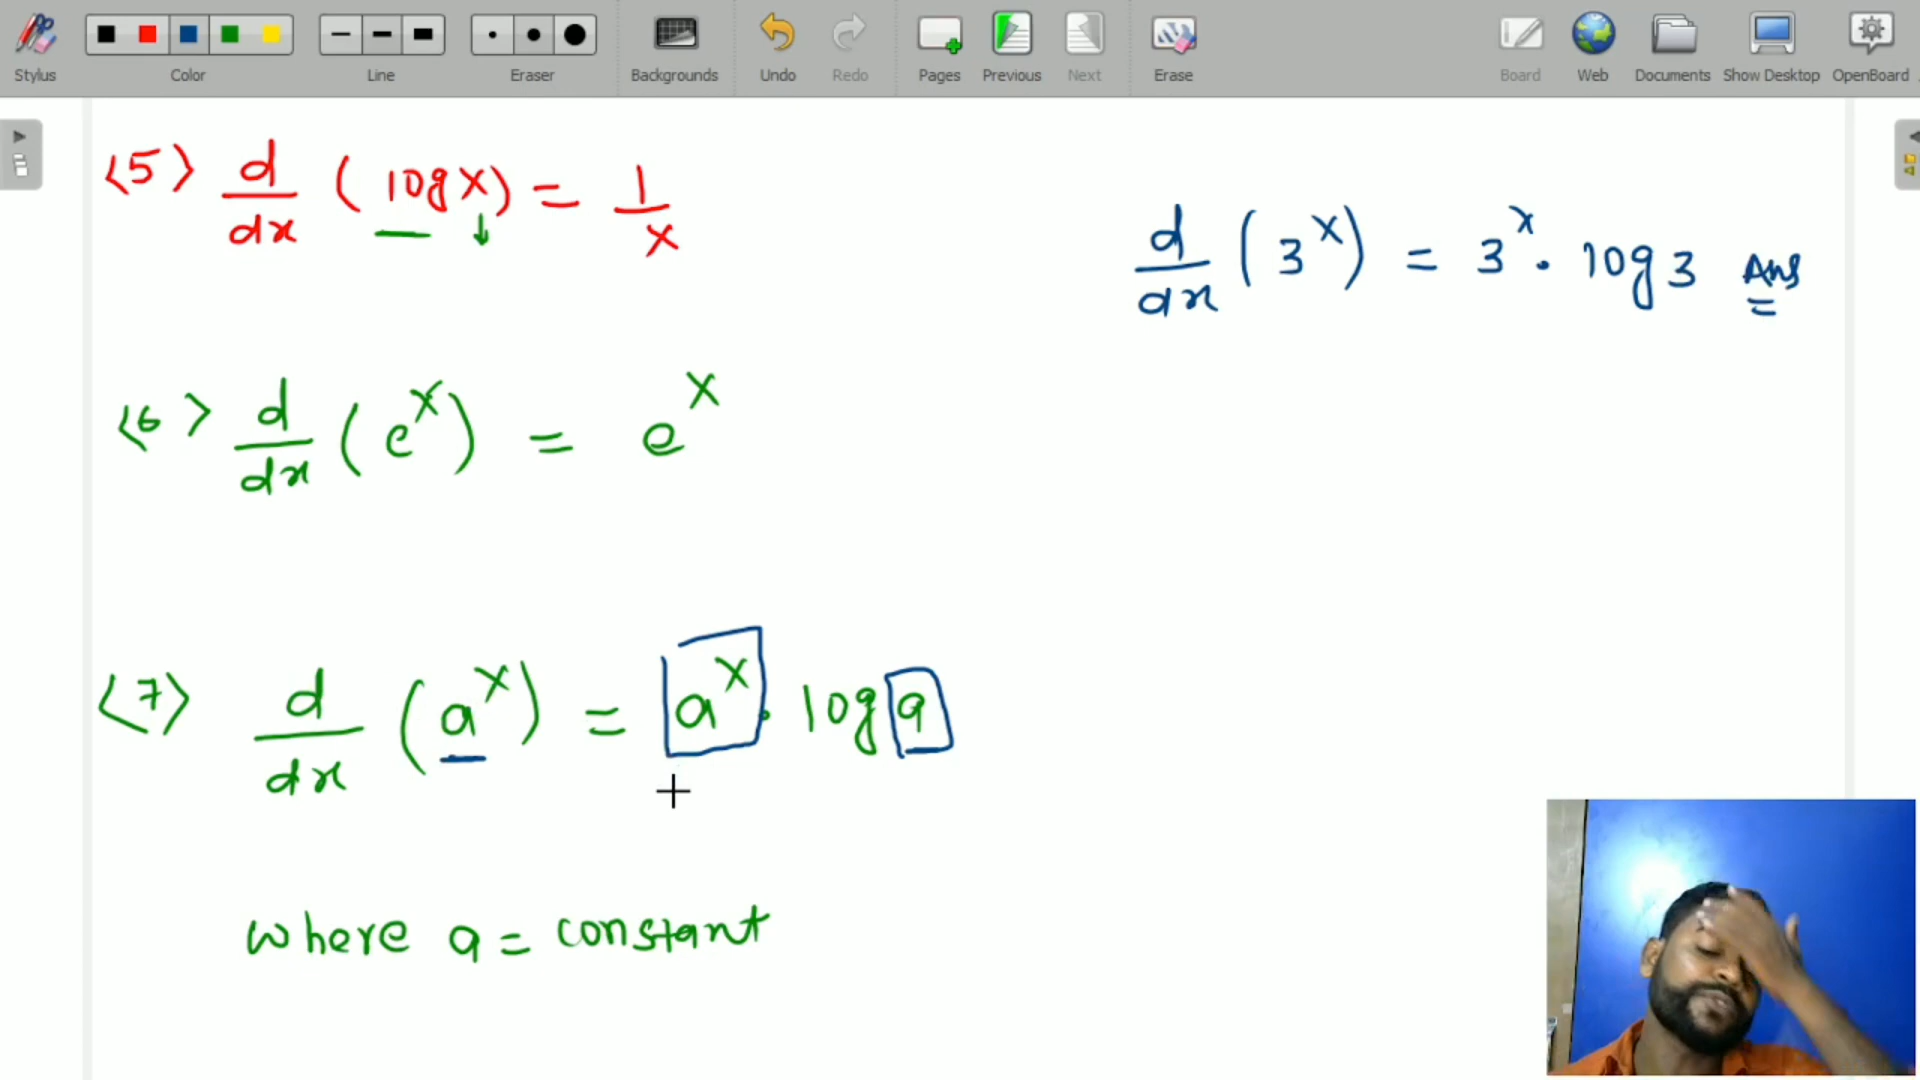 Stylus Color Line Eraser Backgrounds Undo Redo Pages Previous Next Erase Board Web Documents Show Desktop OpenBoard
<5> d/dx (log x) = 1/x
d/dx (3^x) = 3^x . log 3 Ans
<6> d/dx (e^x) = e^x
<7> d/dx (a^x) = a^x . log a
where a = constant